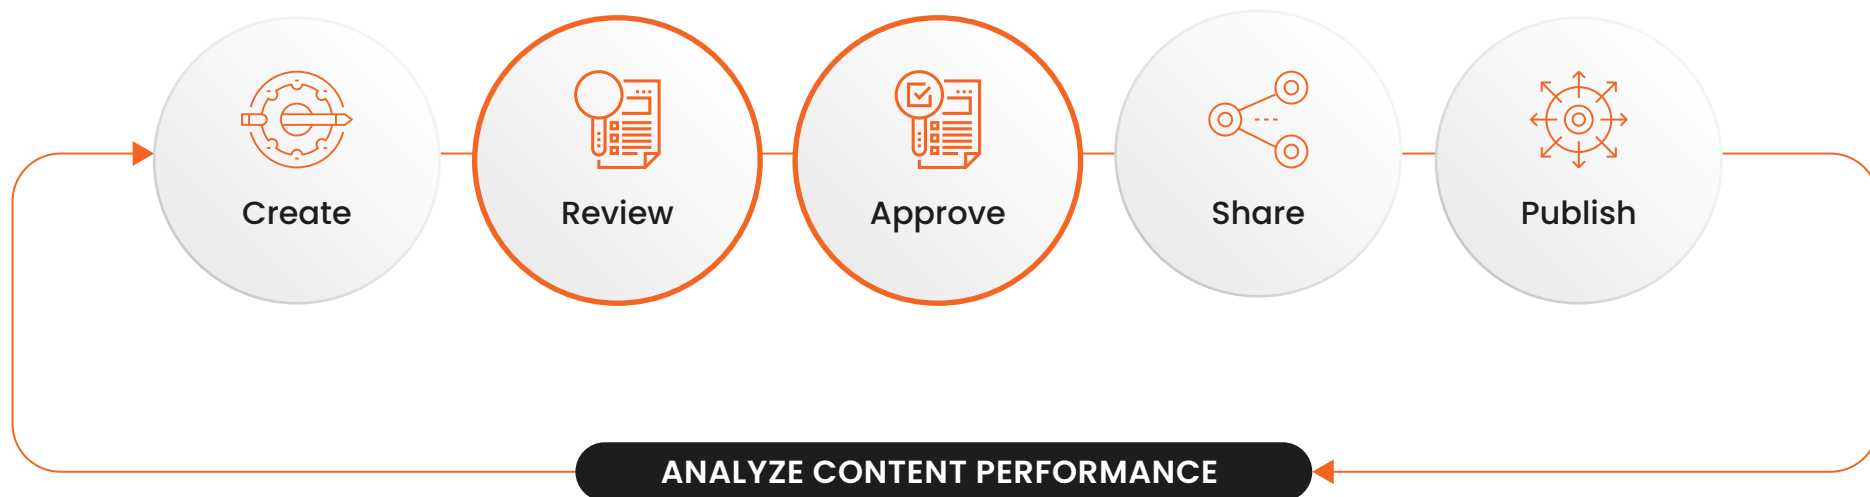 Create
Review
Approve
Share
Publish
ANALYZE CONTENT PERFORMANCE